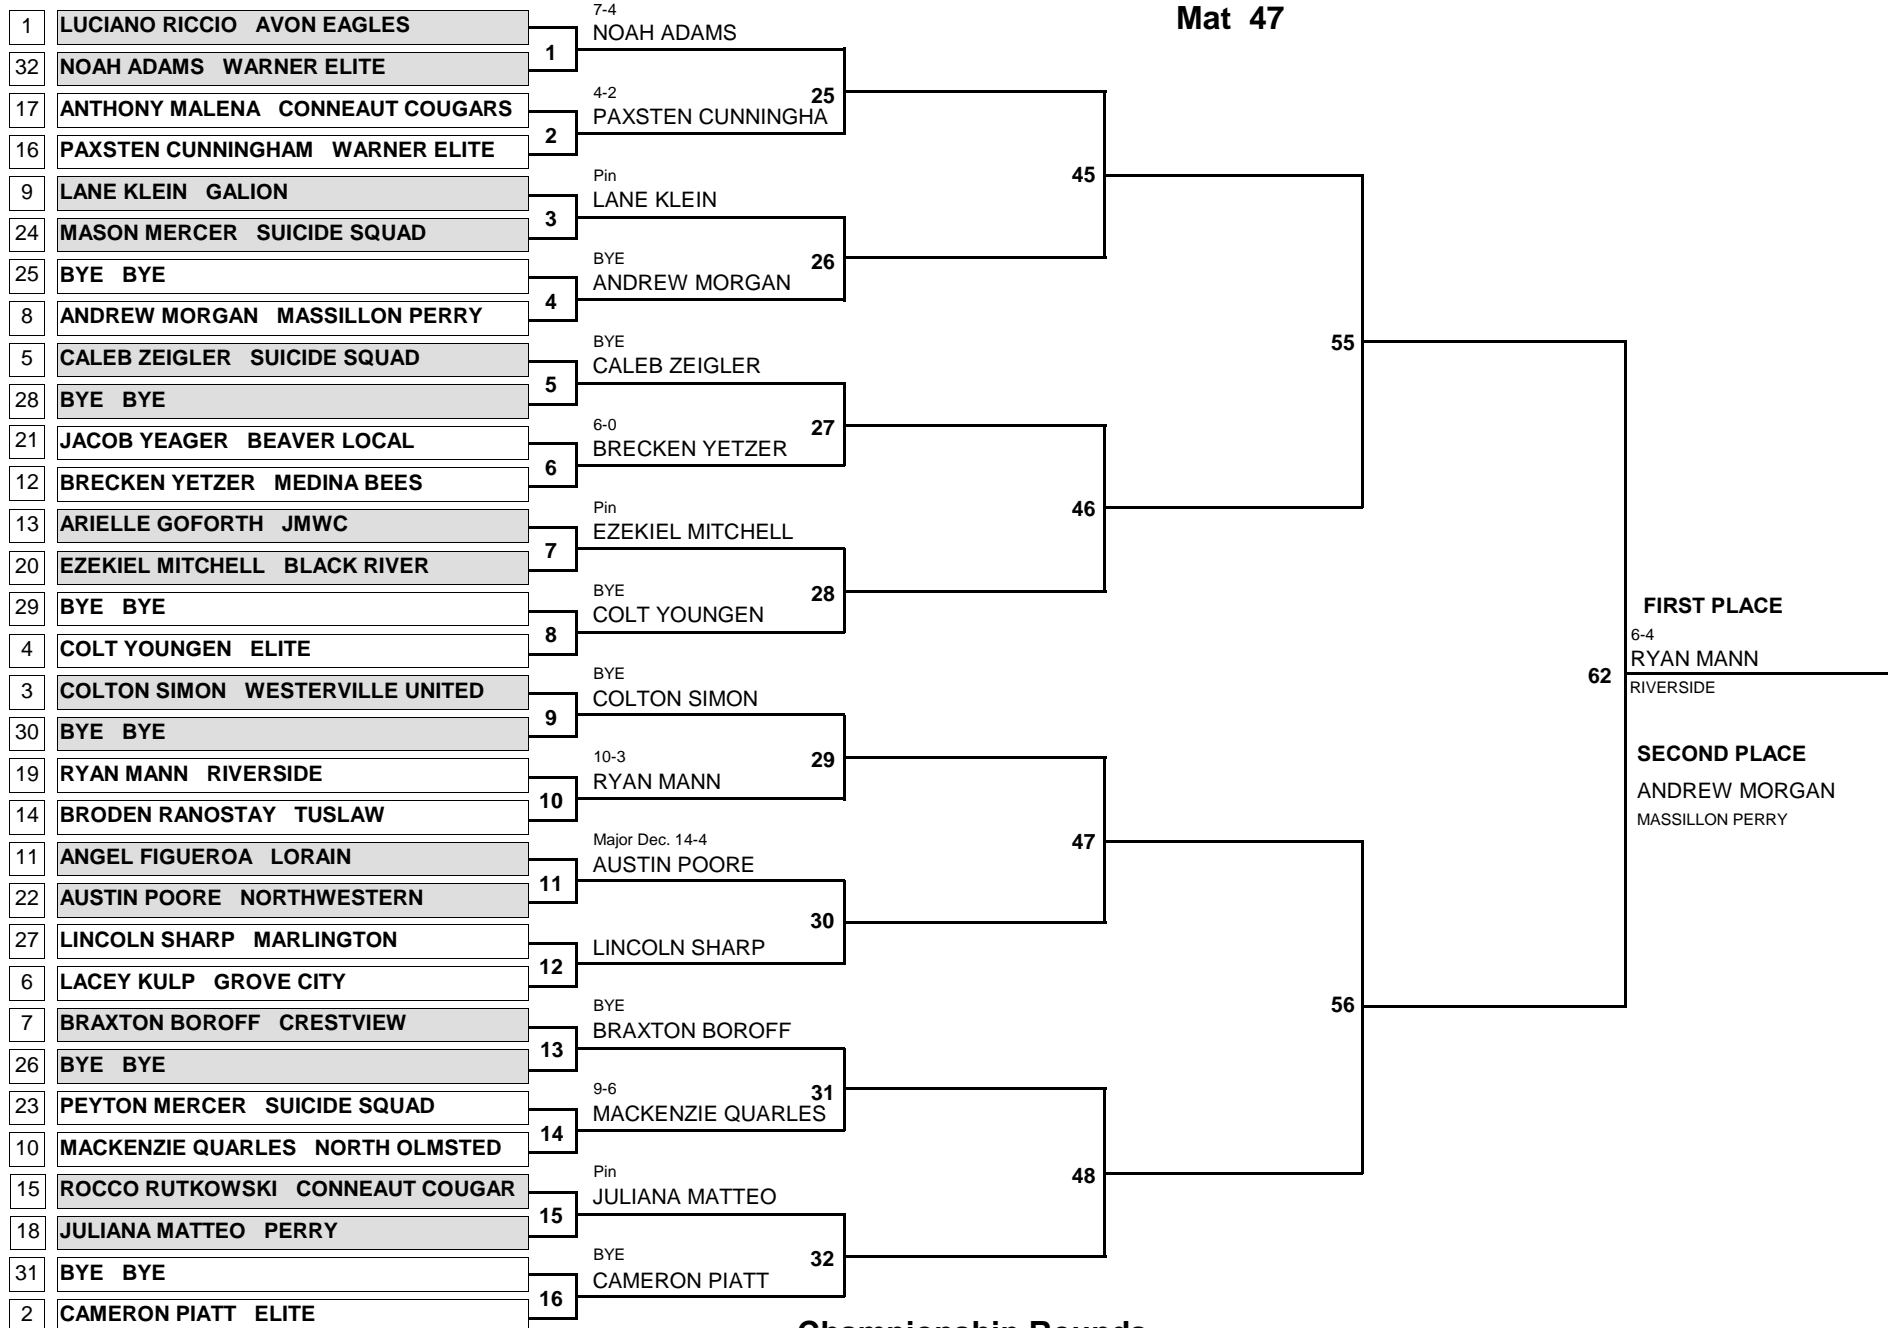 Mat 47
1 LUCIANO RICCIO AVON EAGLES
32 NOAH ADAMS WARNER ELITE
17 ANTHONY MALENA CONNEAUT COUGARS
16 PAXSTEN CUNNINGHAM WARNER ELITE
9 LANE KLEIN GALION
24 MASON MERCER SUICIDE SQUAD
25 BYE BYE
8 ANDREW MORGAN MASSILLON PERRY
5 CALEB ZEIGLER SUICIDE SQUAD
28 BYE BYE
21 JACOB YEAGER BEAVER LOCAL
12 BRECKEN YETZER MEDINA BEES
13 ARIELLE GOFORTH JMWC
20 EZEKIEL MITCHELL BLACK RIVER
29 BYE BYE
4 COLT YOUNGEN ELITE
3 COLTON SIMON WESTERVILLE UNITED
30 BYE BYE
19 RYAN MANN RIVERSIDE
14 BRODEN RANOSTAY TUSLAW
11 ANGEL FIGUEROA LORAIN
22 AUSTIN POORE NORTHWESTERN
27 LINCOLN SHARP MARLINGTON
6 LACEY KULP GROVE CITY
7 BRAXTON BOROFF CRESTVIEW
26 BYE BYE
23 PEYTON MERCER SUICIDE SQUAD
10 MACKENZIE QUARLES NORTH OLMSTED
15 ROCCO RUTKOWSKI CONNEAUT COUGAR
18 JULIANA MATTEO PERRY
31 BYE BYE
2 CAMERON PIATT ELITE
1
2
3
4
5
6
7
8
9
10
11
12
13
14
15
16
7-4
NOAH ADAMS
4-2
PAXSTEN CUNNINGHA
Pin
LANE KLEIN
BYE
ANDREW MORGAN
BYE
CALEB ZEIGLER
6-0
BRECKEN YETZER
Pin
EZEKIEL MITCHELL
BYE
COLT YOUNGEN
BYE
COLTON SIMON
10-3
RYAN MANN
Major Dec. 14-4
AUSTIN POORE
LINCOLN SHARP
BYE
BRAXTON BOROFF
9-6
MACKENZIE QUARLES
Pin
JULIANA MATTEO
BYE
CAMERON PIATT
25
26
27
28
29
30
31
32
45
46
47
48
55
56
62
FIRST PLACE
6-4
RYAN MANN
RIVERSIDE
SECOND PLACE
ANDREW MORGAN
MASSILLON PERRY
Championship Rounds